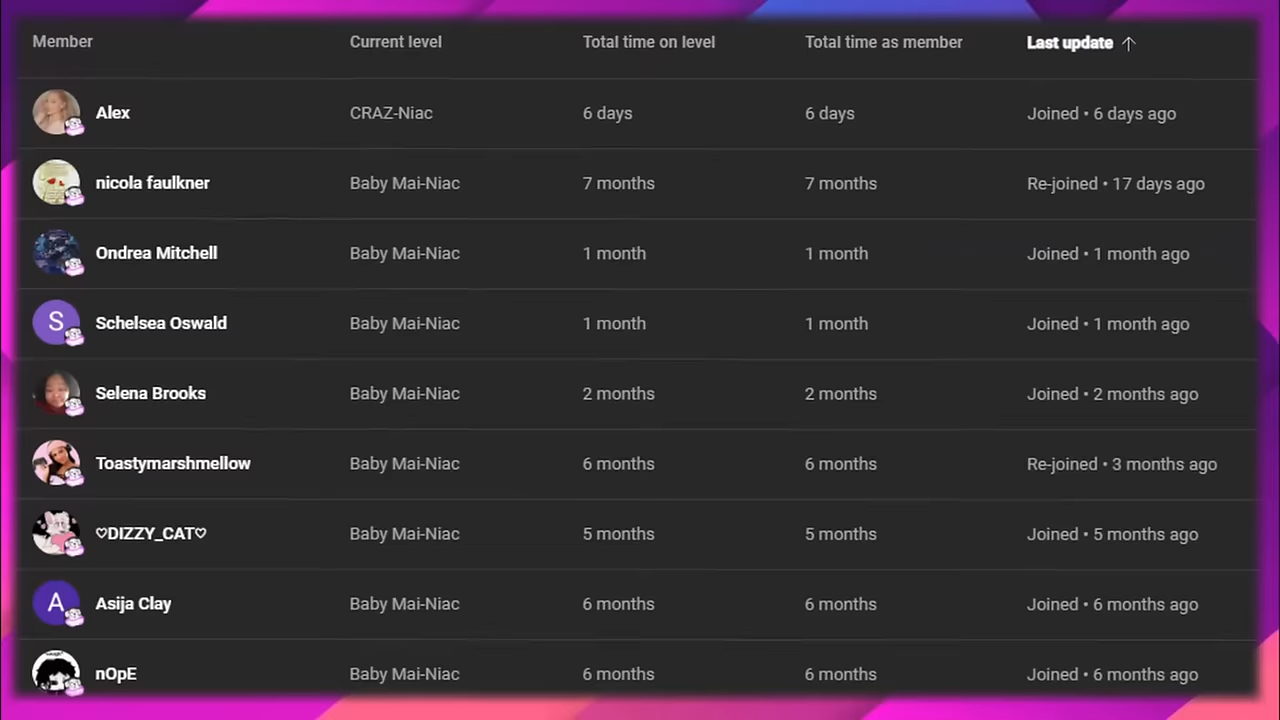 Member Current level Total time on level Total time as member Last update ↑
Alex CRAZ-Niac 6 days 6 days Joined • 6 days ago
nicola faulkner Baby Mai-Niac 7 months 7 months Re-joined • 17 days ago
Ondrea Mitchell Baby Mai-Niac 1 month 1 month Joined • 1 month ago
S Schelsea Oswald Baby Mai-Niac 1 month 1 month Joined • 1 month ago
Selena Brooks Baby Mai-Niac 2 months 2 months Joined • 2 months ago
Toastymarshmellow Baby Mai-Niac 6 months 6 months Re-joined • 3 months ago
♡DIZZY_CAT♡ Baby Mai-Niac 5 months 5 months Joined • 5 months ago
A Asija Clay Baby Mai-Niac 6 months 6 months Joined • 6 months ago
nOpE Baby Mai-Niac 6 months 6 months Joined • 6 months ago